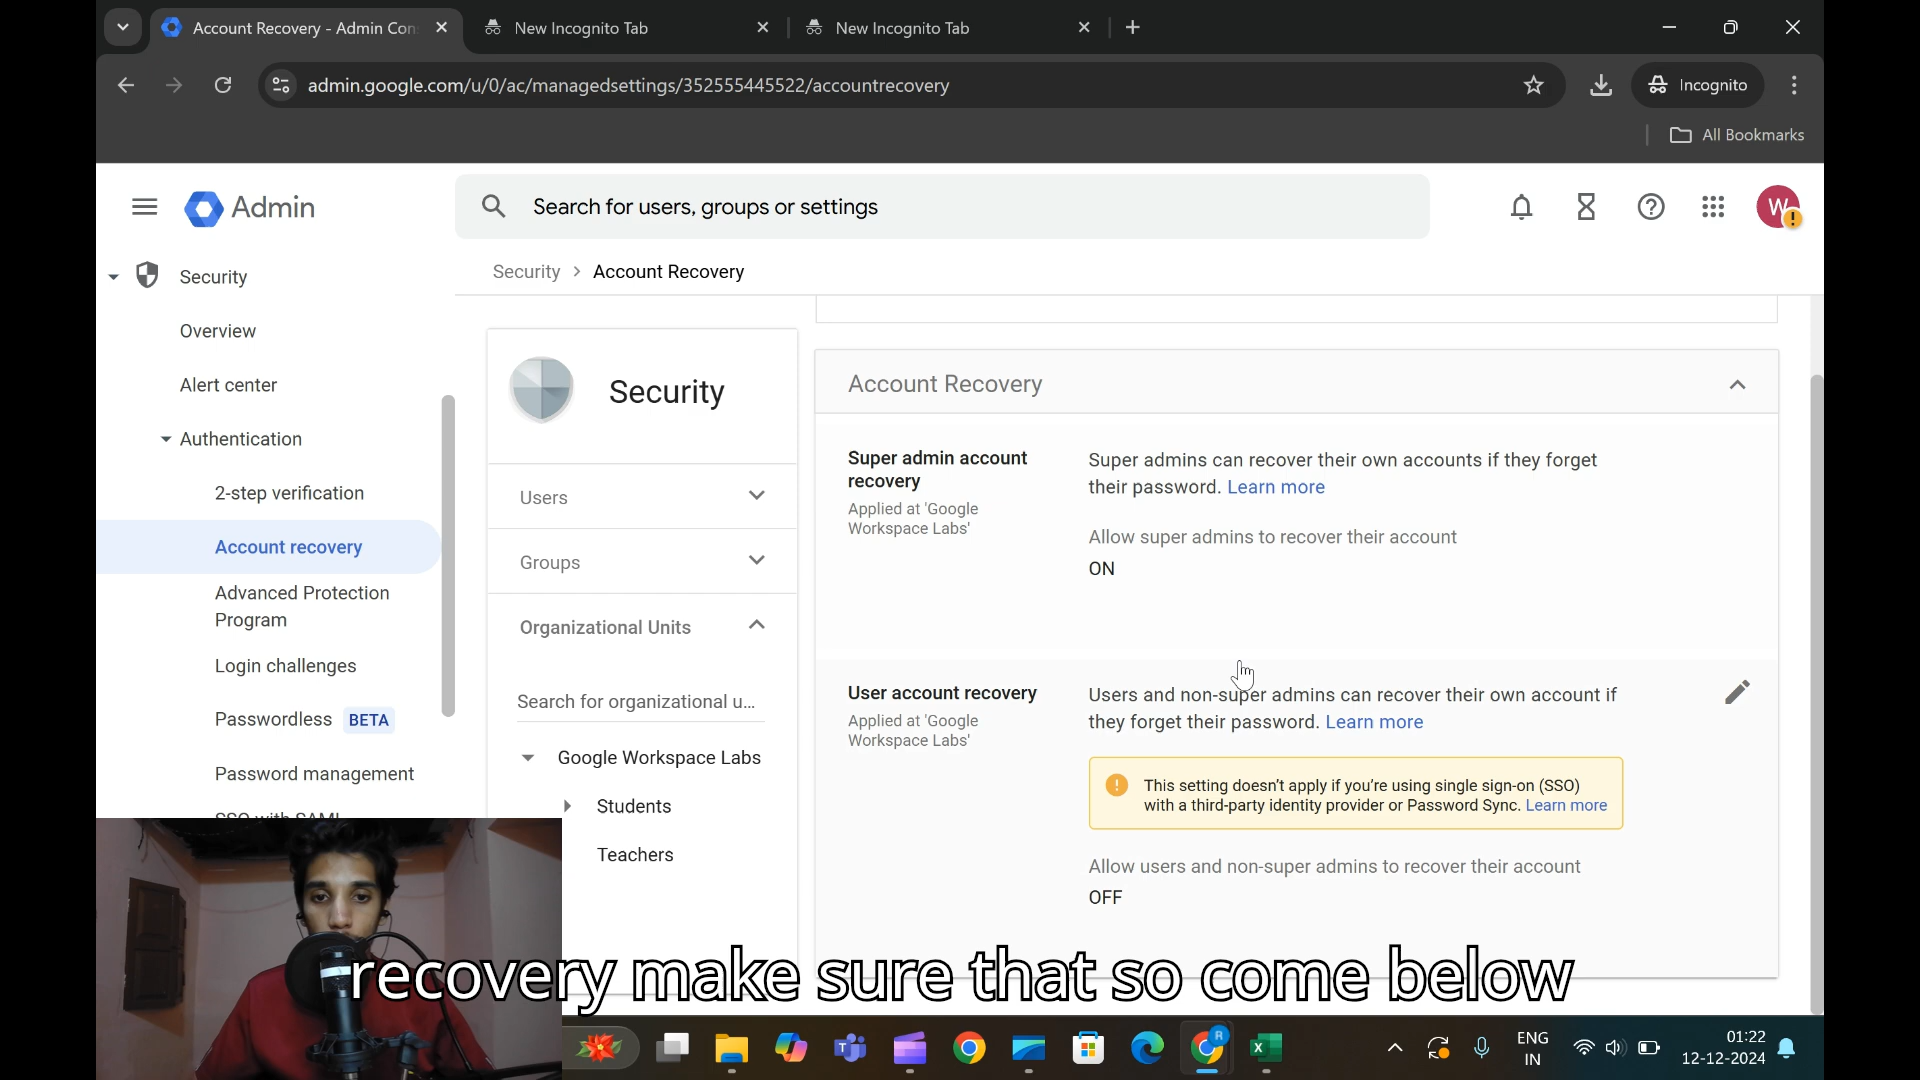 Account Recovery - Admin Con
New Incognito Tab
New Incognito Tab
admin.google.com/u/0/ac/managedsettings/352555445522/accountrecovery
Incognito
All Bookmarks
Admin
Search for users, groups or settings
W
Security
Security > Account Recovery
Overview
Alert center
Authentication
2-step verification
Account recovery
Advanced Protection
Program
Login challenges
Passwordless BETA
Password management
SSO with SAML
Security
Users
Groups
Organizational Units
Search for organizational u...
Google Workspace Labs
Students
Teachers
Account Recovery
Super admin account
recovery
Applied at 'Google
Workspace Labs'
Super admins can recover their own accounts if they forget
their password. Learn more
Allow super admins to recover their account
ON
User account recovery
Applied at 'Google
Workspace Labs'
Users and non-super admins can recover their own account if
they forget their password. Learn more
This setting doesn't apply if you're using single sign-on (SSO)
with a third-party identity provider or Password Sync. Learn more
Allow users and non-super admins to recover their account
OFF
recovery make sure that so come below
R
ENG
IN
01:22
12-12-2024